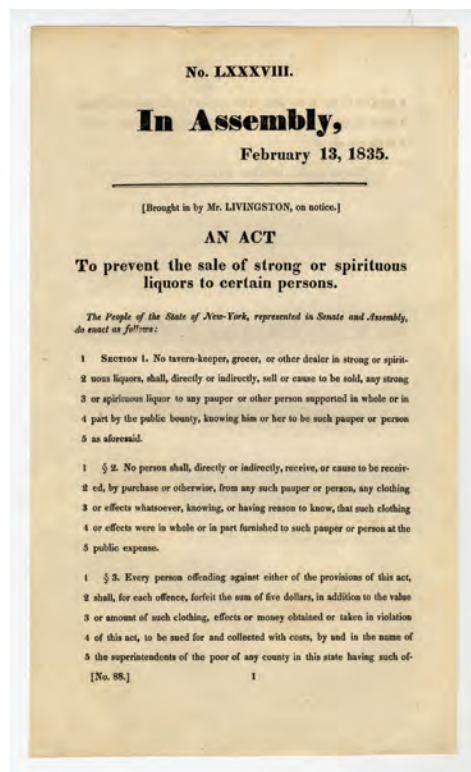 No. LXXXVIII.
In Assembly,
February 13, 1835.
[Brought in by Mr. LIVINGSTON, on notice.]
AN ACT
To prevent the sale of strong or spirituous
liquors to certain persons.
The People of the State of New-York, represented in Senate and Assembly,
do enact as follows:
1 SECTION 1. No tavern-keeper, grocer, or other dealer in strong or spirit-
2 uous liquors, shall, directly or indirectly, sell or cause to be sold, any strong
3 or spirituous liquor to any pauper or other person supported in whole or in
4 part by the public bounty, knowing him or her to be such pauper or person
5 as aforesaid.
1 § 2. No person shall, directly or indirectly, receive, or cause to be receiv-
2 ed, by purchase or otherwise, from any such pauper or person, any clothing
3 or effects whatsoever, knowing, or having reason to know, that such clothing
4 or effects were in whole or in part furnished to such pauper or person at the
5 public expense.
1 § 3. Every person offending against either of the provisions of this act,
2 shall, for each offence, forfeit the sum of five dollars, in addition to the value
3 or amount of such clothing, effects or money obtained or taken in violation
4 of this act, to be sued for and collected with costs, by and in the name of
5 the superintendents of the poor of any county in this state having such of-
[No. 88.] 1